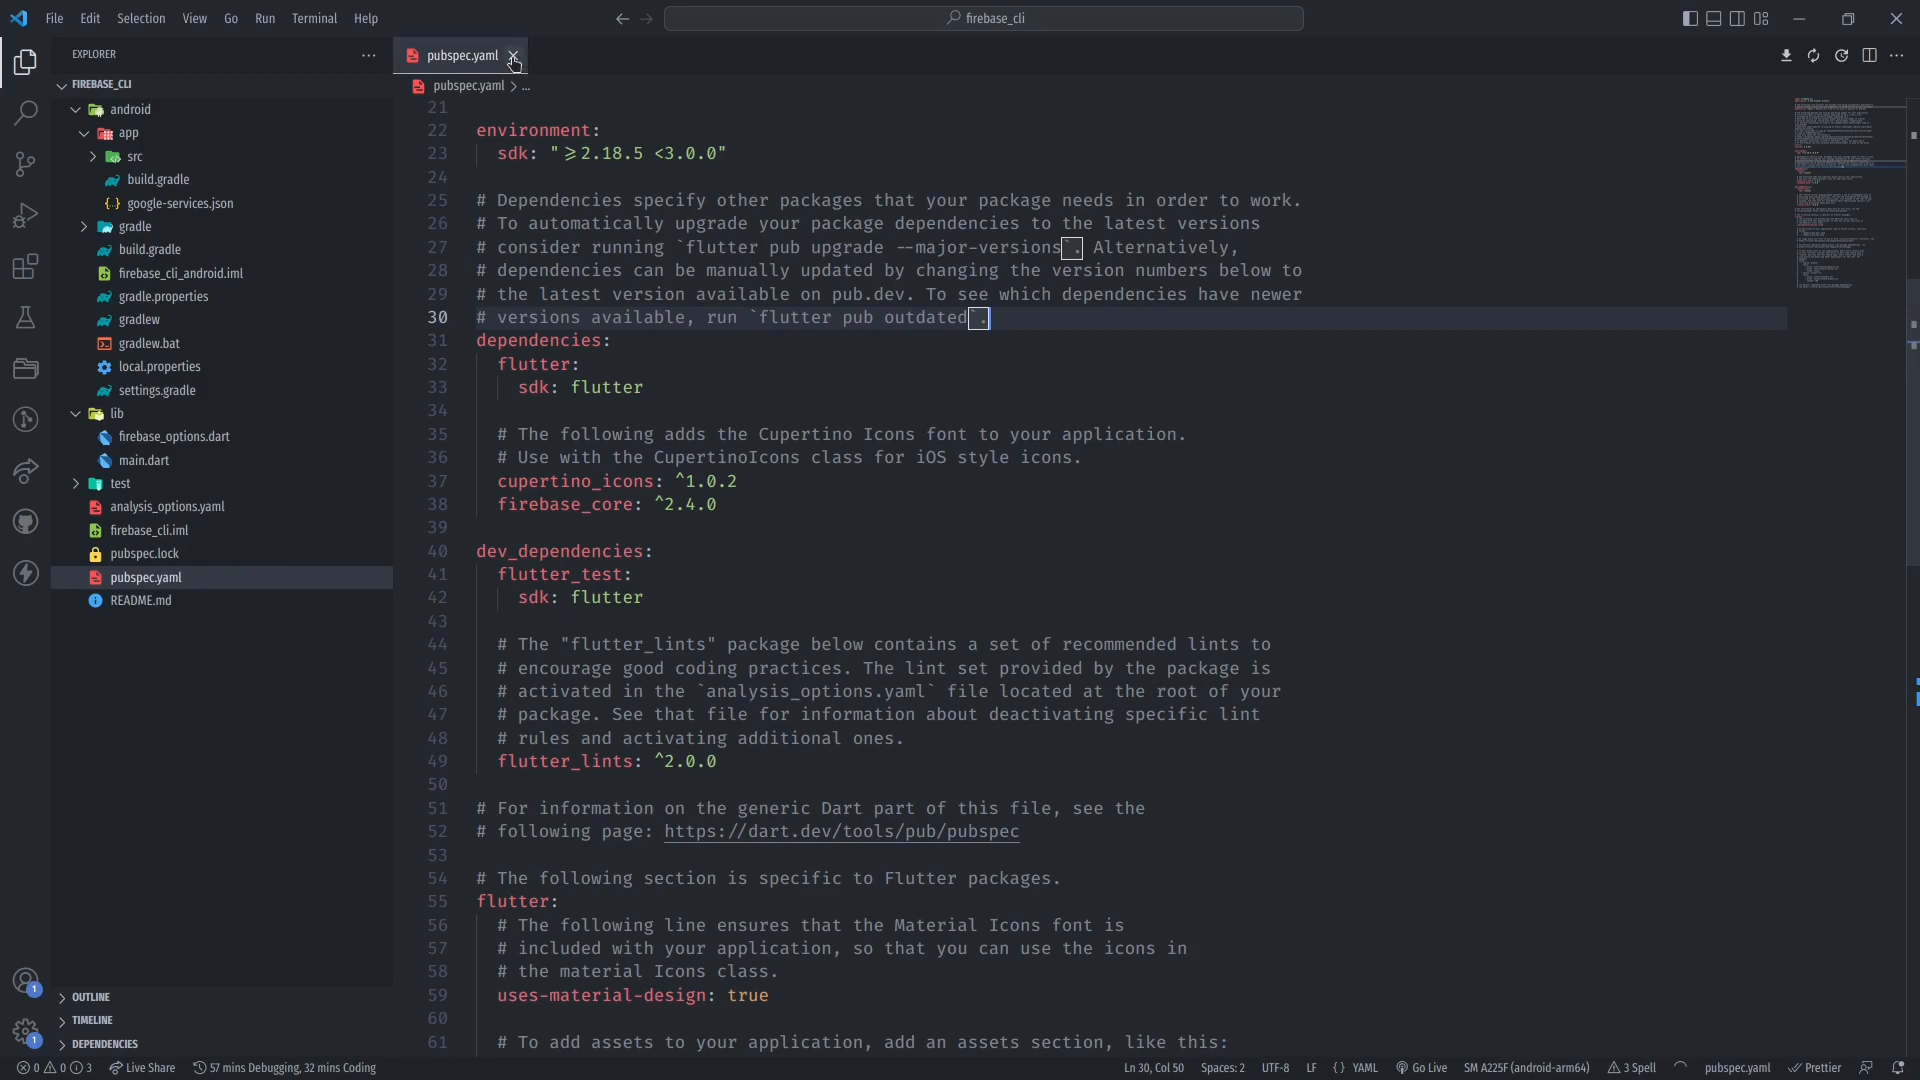 File Edit Selection View Go Run Terminal Help
firebase_cli
EXPLORER
FIREBASE_CLI
android
app
src
build.gradle
google-services.json
gradle
build.gradle
firebase_cli_android.iml
gradle.properties
gradlew
gradlew.bat
local.properties
settings.gradle
lib
firebase_options.dart
main.dart
test
analysis_options.yaml
firebase_cli.iml
pubspec.lock
pubspec.yaml
README.md
OUTLINE
TIMELINE
DEPENDENCIES
1
1
pubspec.yaml
pubspec.yaml > ...
21
22 environment:
23 sdk: ">=2.18.5 <3.0.0"
24
25 # Dependencies specify other packages that your package needs in order to work.
26 # To automatically upgrade your package dependencies to the latest versions
27 # consider running `flutter pub upgrade --major-versions`. Alternatively,
28 # dependencies can be manually updated by changing the version numbers below to
29 # the latest version available on pub.dev. To see which dependencies have newer
30 # versions available, run `flutter pub outdated`.
31 dependencies:
32 flutter:
33 sdk: flutter
34
35 # The following adds the Cupertino Icons font to your application.
36 # Use with the CupertinoIcons class for iOS style icons.
37 cupertino_icons: ^1.0.2
38 firebase_core: ^2.4.0
39
40 dev_dependencies:
41 flutter_test:
42 sdk: flutter
43
44 # The "flutter_lints" package below contains a set of recommended lints to
45 # encourage good coding practices. The lint set provided by the package is
46 # activated in the `analysis_options.yaml` file located at the root of your
47 # package. See that file for information about deactivating specific lint
48 # rules and activating additional ones.
49 flutter_lints: ^2.0.0
50
51 # For information on the generic Dart part of this file, see the
52 # following page: https://dart.dev/tools/pub/pubspec
53
54 # The following section is specific to Flutter packages.
55 flutter:
56 # The following line ensures that the Material Icons font is
57 # included with your application, so that you can use the icons in
58 # the material Icons class.
59 uses-material-design: true
60
61 # To add assets to your application, add an assets section, like this:
0 0 3 Live Share 57 mins Debugging, 32 mins Coding Ln 30, Col 50 Spaces: 2 UTF-8 LF {} YAML Go Live SM A225F (android-arm64) 3 Spell pubspec.yaml Prettier